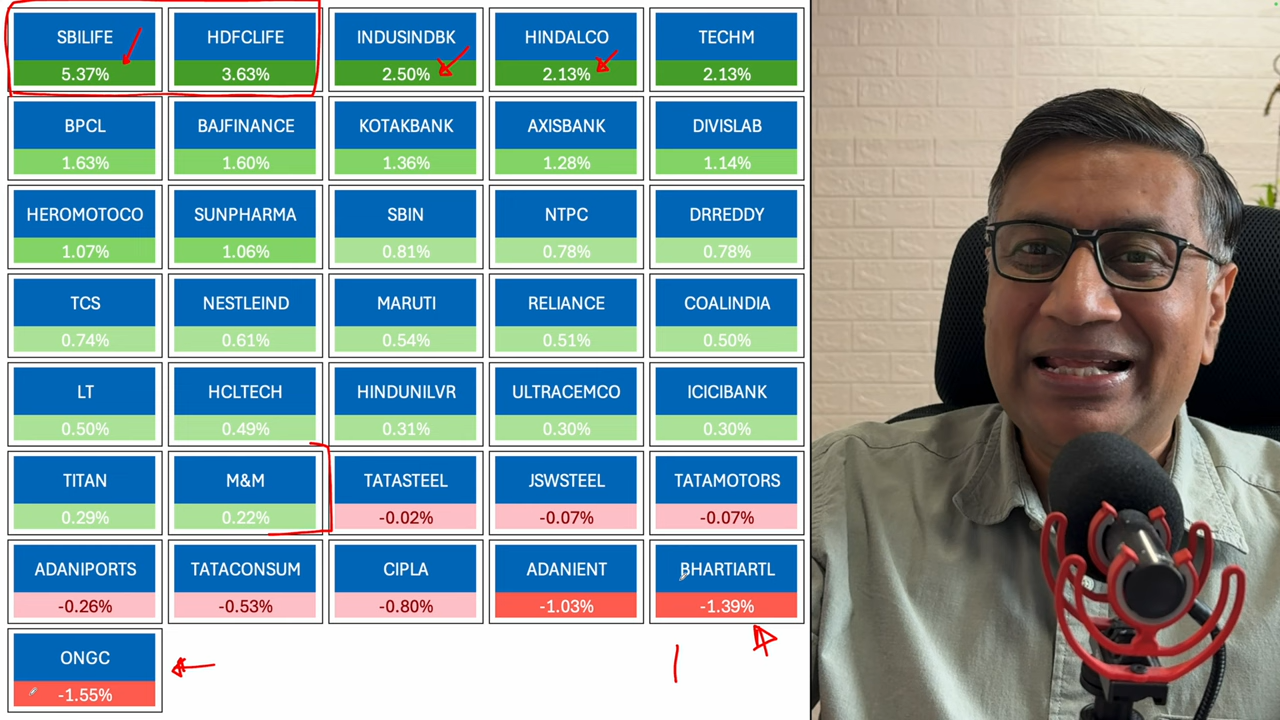 SBILIFE HDFCLIFE INDUSINDBK HINDALCO TECHM
5.37% 3.63% 2.50% 2.13% 2.13%
BPCL BAJFINANCE KOTAKBANK AXISBANK DIVISLAB
1.63% 1.60% 1.36% 1.28% 1.14%
HEROMOTOCO SUNPHARMA SBIN NTPC DRREDDY
1.07% 1.06% 0.81% 0.78% 0.78%
TCS NESTLEIND MARUTI RELIANCE COALINDIA
0.74% 0.61% 0.54% 0.51% 0.50%
LT HCLTECH HINDUNILVR ULTRACEMCO ICICIBANK
0.50% 0.49% 0.31% 0.30% 0.30%
TITAN M&M TATASTEEL JSWSTEEL TATAMOTORS
0.29% 0.22% -0.02% -0.07% -0.07%
ADANIPORTS TATACONSUM CIPLA ADANIENT BHARTIARTL
-0.26% -0.53% -0.80% -1.03% -1.39%
ONGC
-1.55%